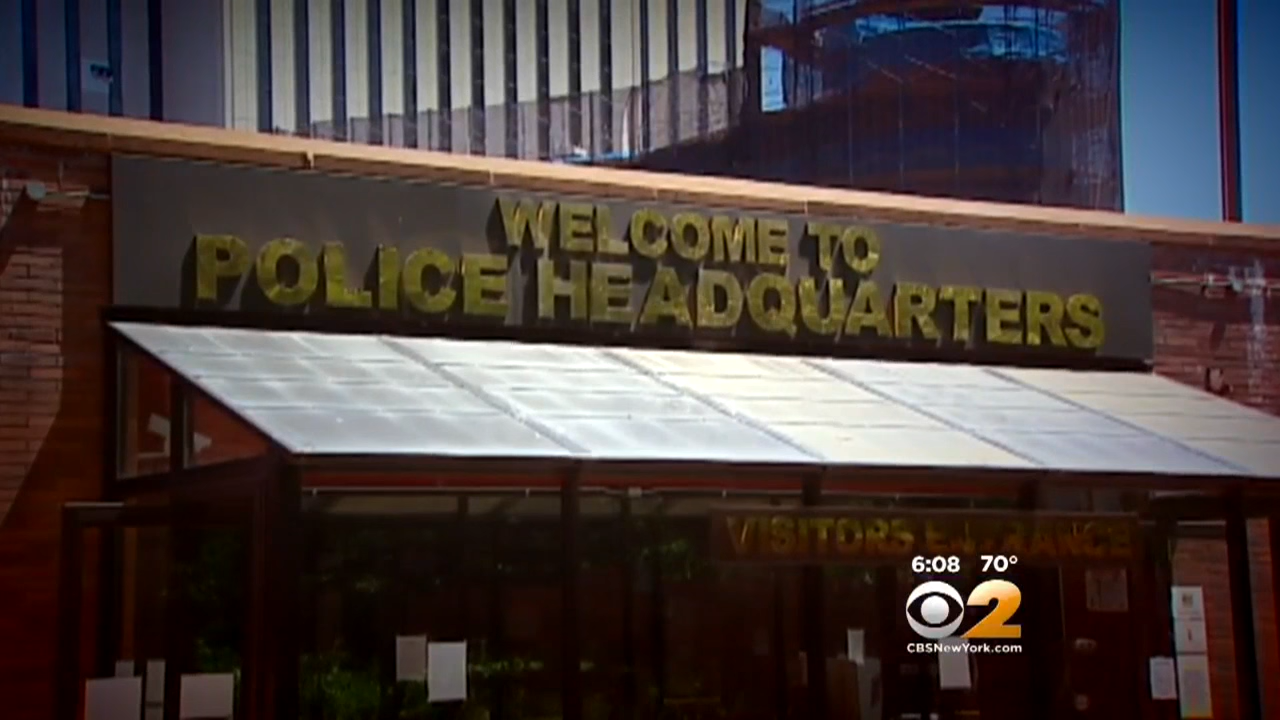 WELCOME TO
POLICE HEADQUARTERS
VISITORS ENTRANCE
6:08 70°
2
CBSNewYork.com